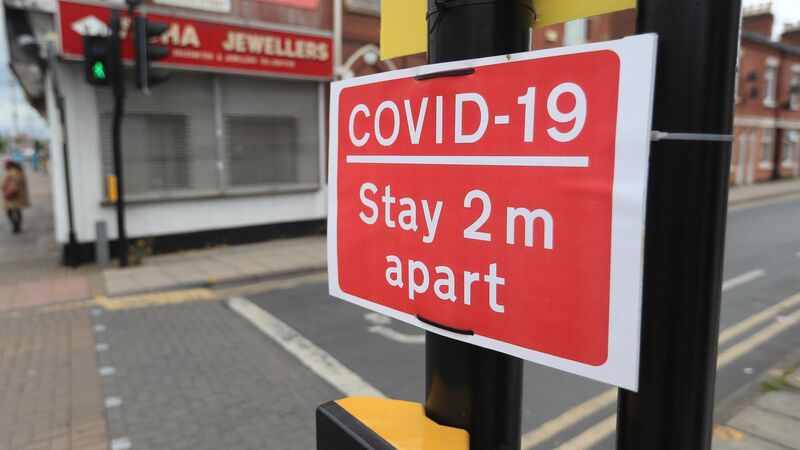 JEWELLERS
COVID-19
Stay 2 m
apart